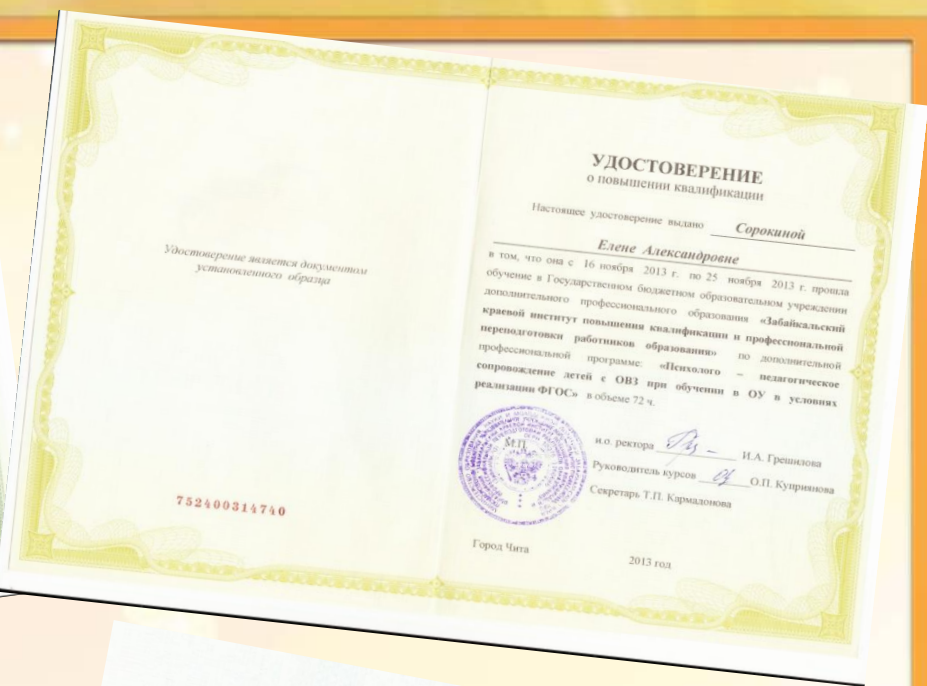 Удостоверение является документом
установленного образца
752400314740
УДОСТОВЕРЕНИЕ
о повышении квалификации
Настоящее удостоверение выдано Сорокиной
Елене Александровне
в том, что она с 16 ноября 2013 г. по 25 ноября 2013 г. прошла
обучение в Государственном бюджетном образовательном учреждении
дополнительного профессионального образования «Забайкальский
краевой институт повышения квалификации и профессиональной
переподготовки работников образования» по дополнительной
профессиональной программе: «Психолого – педагогическое
сопровождение детей с ОВЗ при обучении в ОУ в условиях
реализации ФГОС» в объеме 72 ч.
М.П.
и.о. ректора И.А. Грешилова
Руководитель курсов О.П. Куприянова
Секретарь Т.П. Кармадонова
Город Чита 2013 год